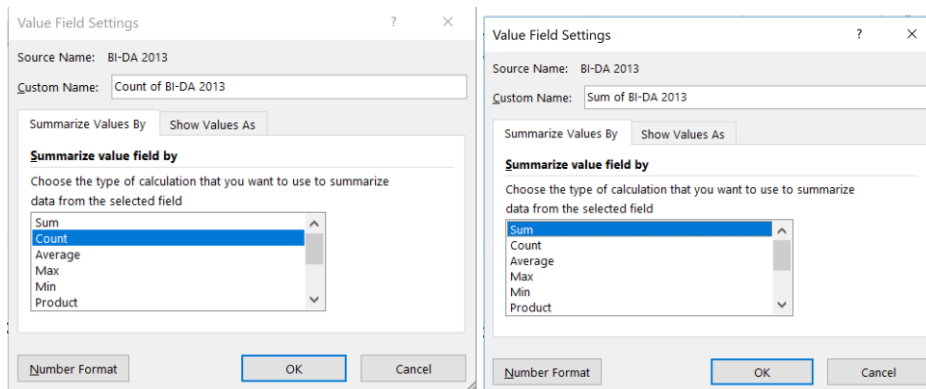 Value Field Settings ? ×
Source Name: BI-DA 2013
Custom Name: Count of BI-DA 2013
Summarize Values By Show Values As
Summarize value field by
Choose the type of calculation that you want to use to summarize
data from the selected field
Sum
Count
Average
Max
Min
Product
Number Format OK Cancel
Value Field Settings ? ×
Source Name: BI-DA 2013
Custom Name: Sum of BI-DA 2013
Summarize Values By Show Values As
Summarize value field by
Choose the type of calculation that you want to use to summarize
data from the selected field
Sum
Count
Average
Max
Min
Product
Number Format OK Cancel